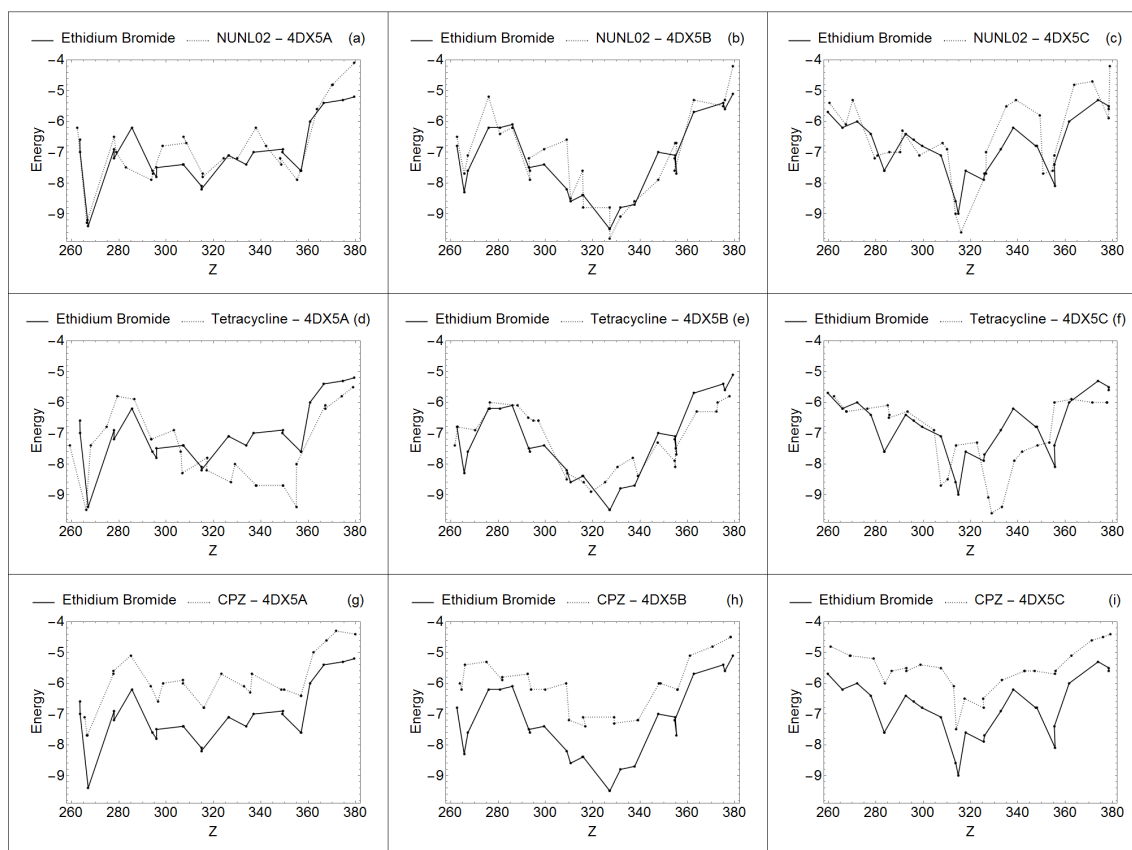 Ethidium Bromide NUNL02 − 4DX5A (a)
−4
−5
−6
−7
−8
−9
Energy
260 280 300 320 340 360 380
Z
Ethidium Bromide NUNL02 − 4DX5B (b)
−4
−5
−6
−7
−8
−9
Energy
260 280 300 320 340 360 380
Z
Ethidium Bromide NUNL02 − 4DX5C (c)
−4
−5
−6
−7
−8
−9
Energy
260 280 300 320 340 360 380
Z
Ethidium Bromide Tetracycline − 4DX5A (d)
−4
−5
−6
−7
−8
−9
Energy
260 280 300 320 340 360 380
Z
Ethidium Bromide Tetracycline − 4DX5B (e)
−4
−5
−6
−7
−8
−9
Energy
260 280 300 320 340 360 380
Z
Ethidium Bromide Tetracycline − 4DX5C (f)
−4
−5
−6
−7
−8
−9
Energy
260 280 300 320 340 360 380
Z
Ethidium Bromide CPZ − 4DX5A (g)
−4
−5
−6
−7
−8
−9
Energy
260 280 300 320 340 360 380
Z
Ethidium Bromide CPZ − 4DX5B (h)
−4
−5
−6
−7
−8
−9
Energy
260 280 300 320 340 360 380
Z
Ethidium Bromide CPZ − 4DX5C (i)
−4
−5
−6
−7
−8
−9
Energy
260 280 300 320 340 360 380
Z